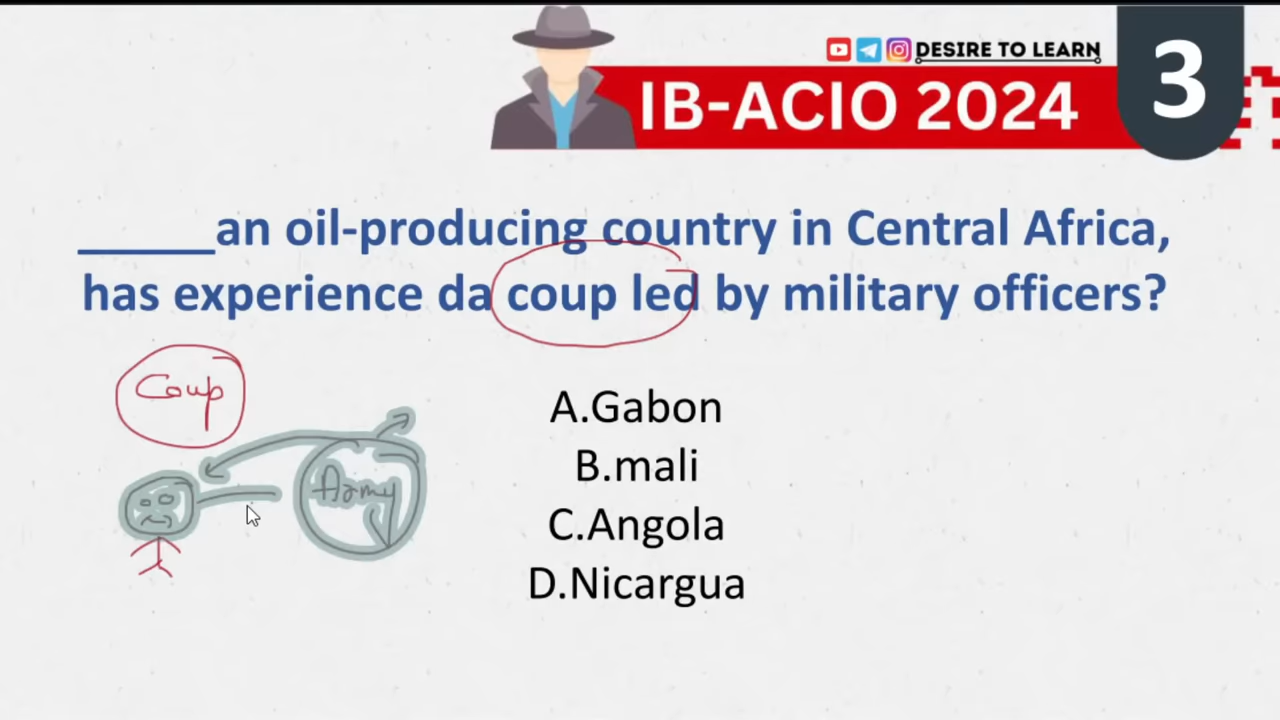 DESIRE TO LEARN
3
IB-ACIO 2024
_____an oil-producing country in Central Africa,
has experience da coup led by military officers?
Coup
Army
A.Gabon
B.mali
C.Angola
D.Nicargua